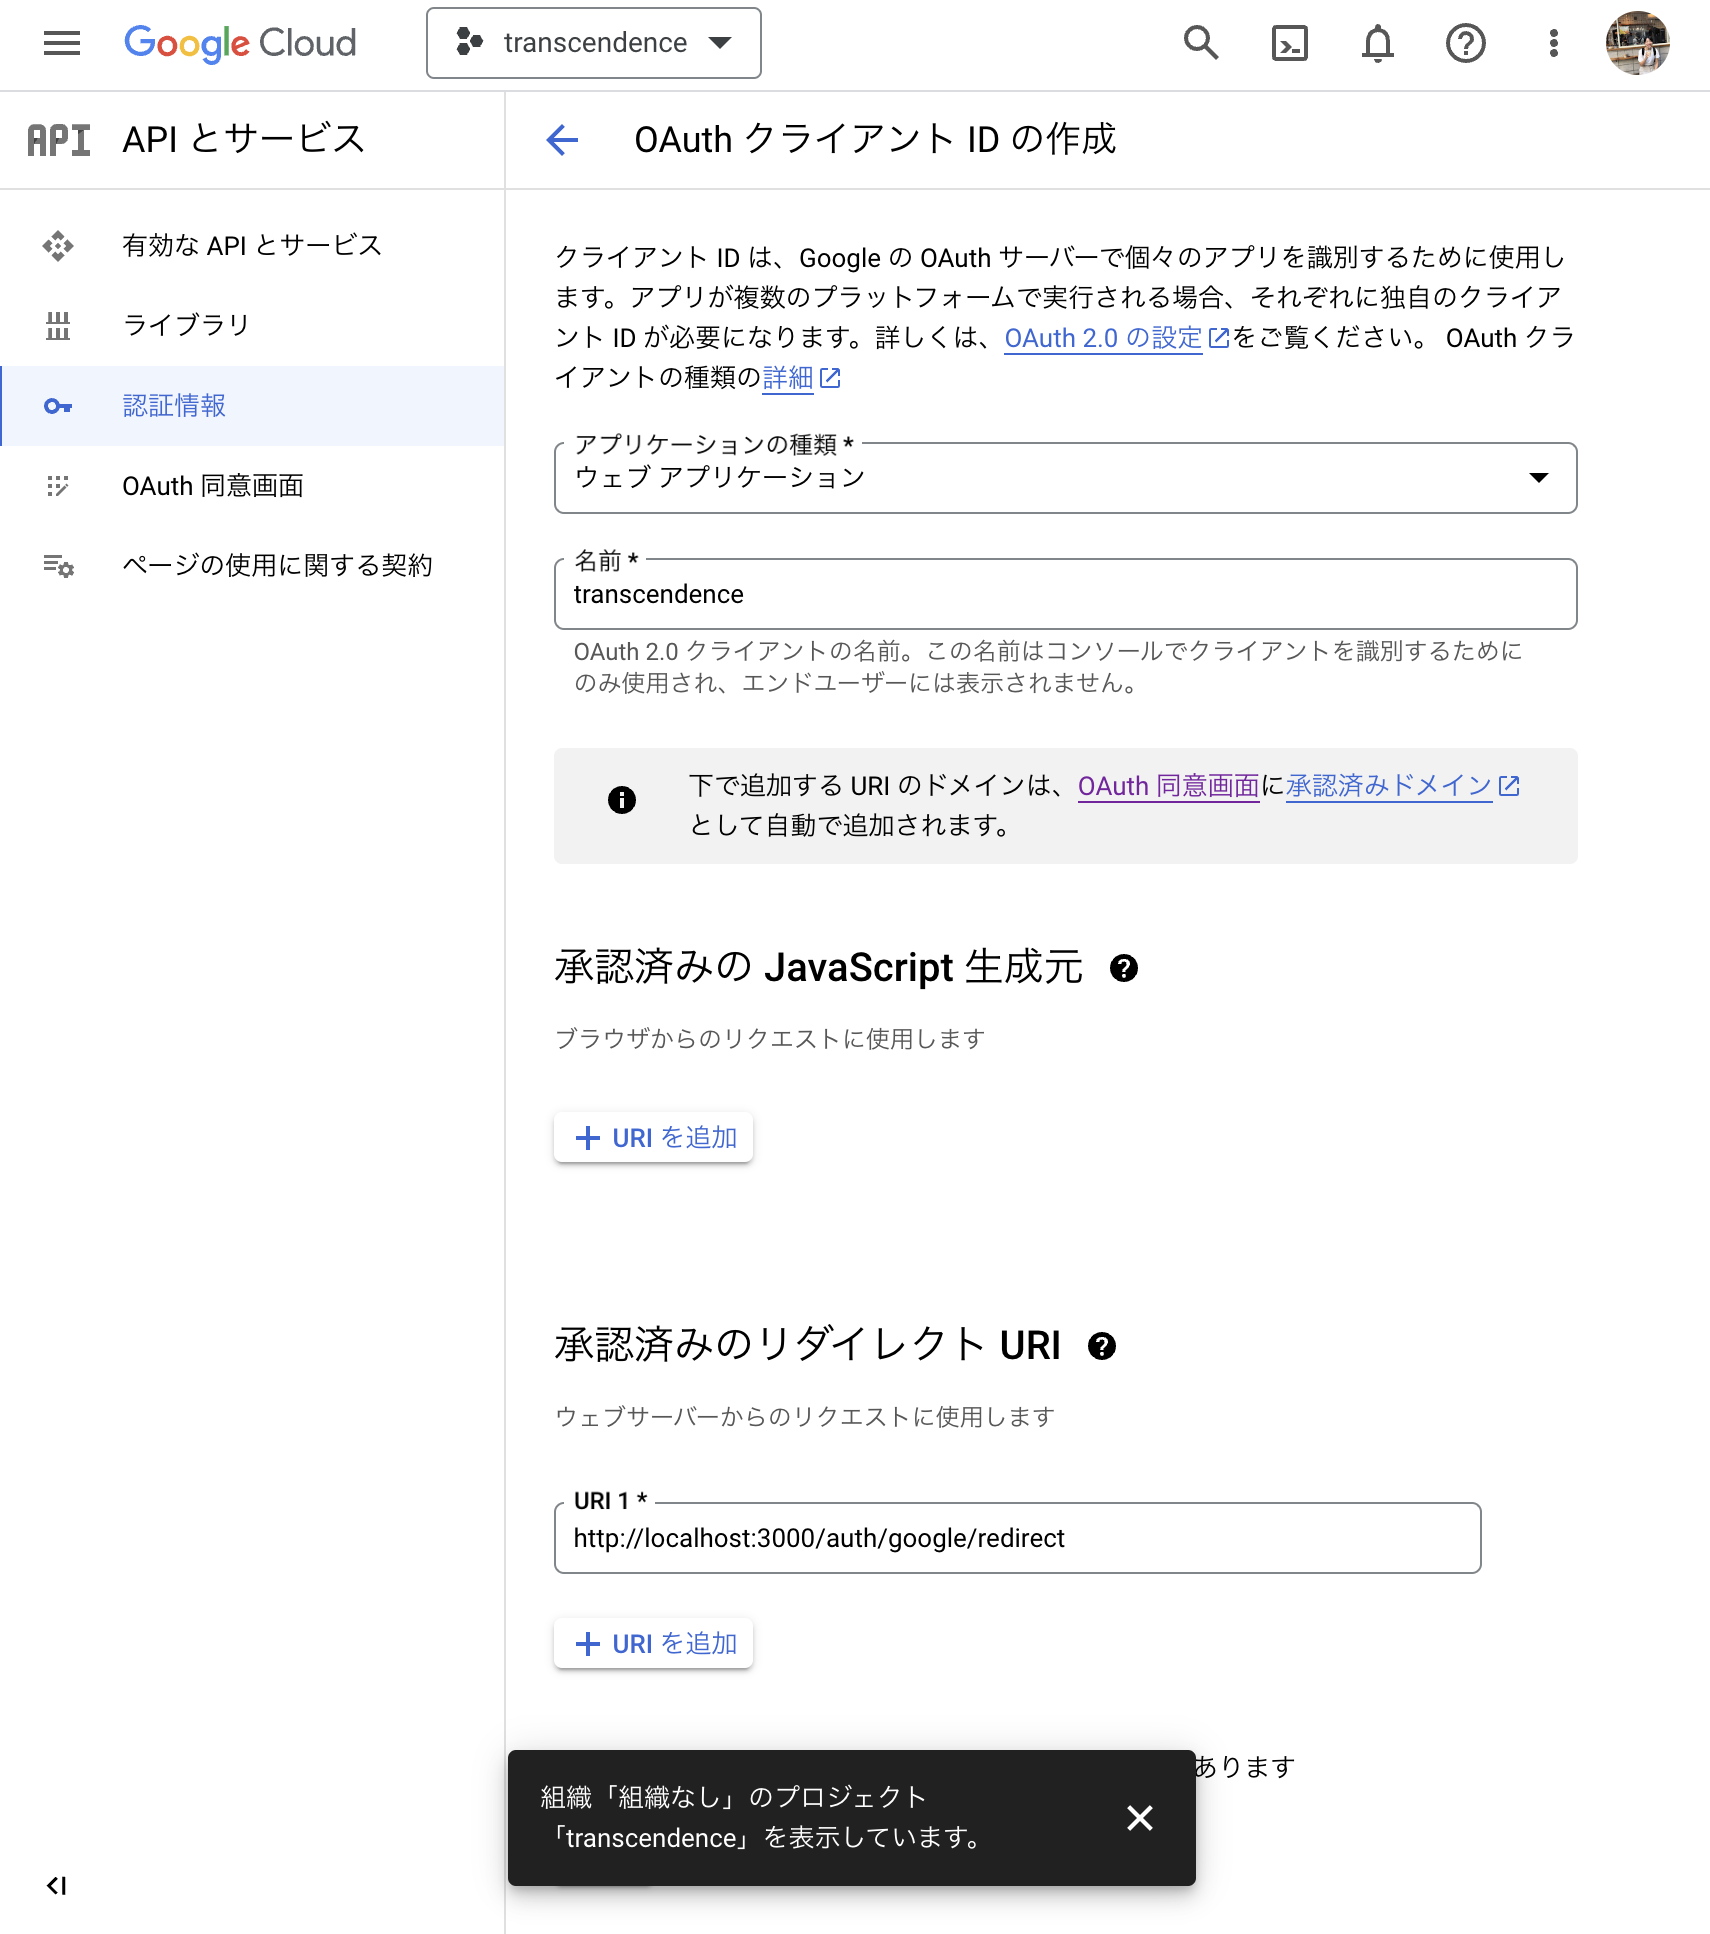 Google Cloud
transcendence
API
API とサービス
OAuth クライアント ID の作成
有効な API とサービス
ライブラリ
認証情報
OAuth 同意画面
ページの使用に関する契約
クライアント ID は、Google の OAuth サーバーで個々のアプリを識別するために使用し
ます。アプリが複数のプラットフォームで実行される場合、それぞれに独自のクライア
ント ID が必要になります。詳しくは、OAuth 2.0 の設定をご覧ください。 OAuth クラ
イアントの種類の詳細
アプリケーションの種類 *
ウェブ アプリケーション
名前 *
transcendence
OAuth 2.0 クライアントの名前。この名前はコンソールでクライアントを識別するために
のみ使用され、エンドユーザーには表示されません。
下で追加する URI のドメインは、OAuth 同意画面に承認済みドメイン
として自動で追加されます。
承認済みの JavaScript 生成元
ブラウザからのリクエストに使用します
URI を追加
承認済みのリダイレクト URI
ウェブサーバーからのリクエストに使用します
URI 1 *
http://localhost:3000/auth/google/redirect
URI を追加
あります
組織「組織なし」のプロジェクト
「transcendence」を表示しています。